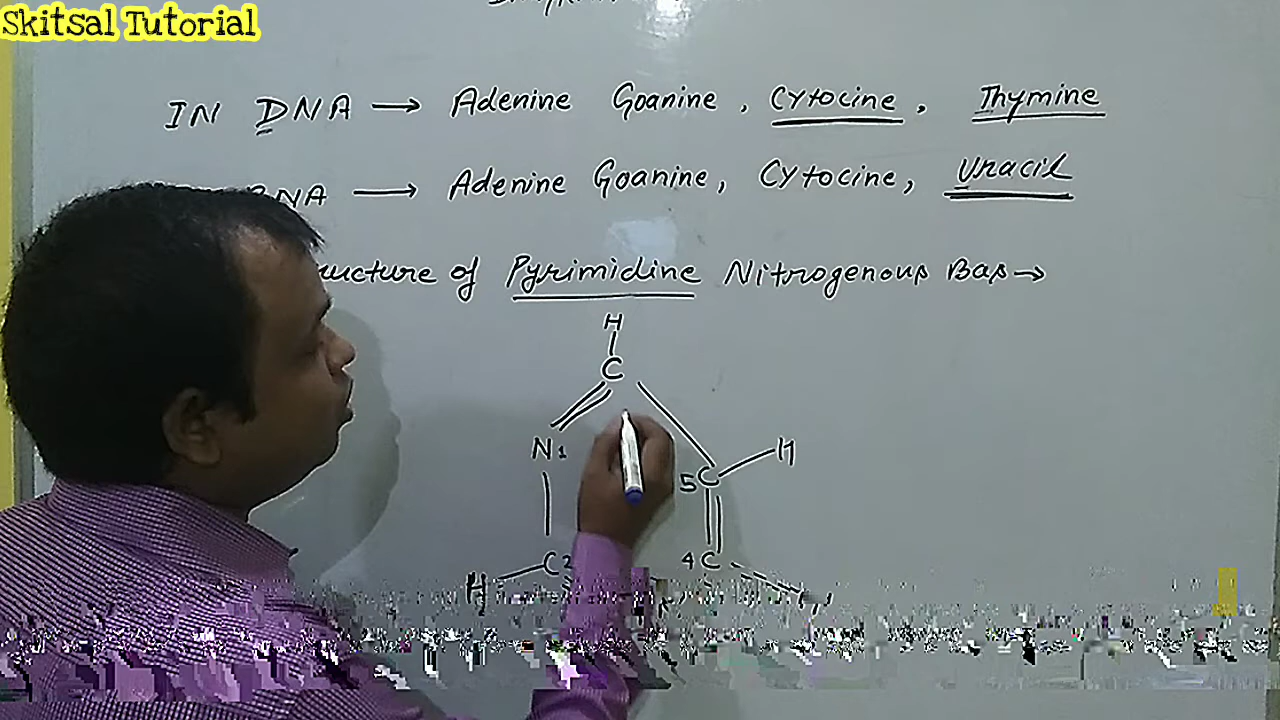 Skitsal Tutorial
IN DNA → Adenine Goanine, Cytocine, Thymine
RNA → Adenine Goanine, Cytocine, Uracil
ructure of Pyrimidine Nitrogenous Bas →
H
C
N1
5C H
C2 4C
H